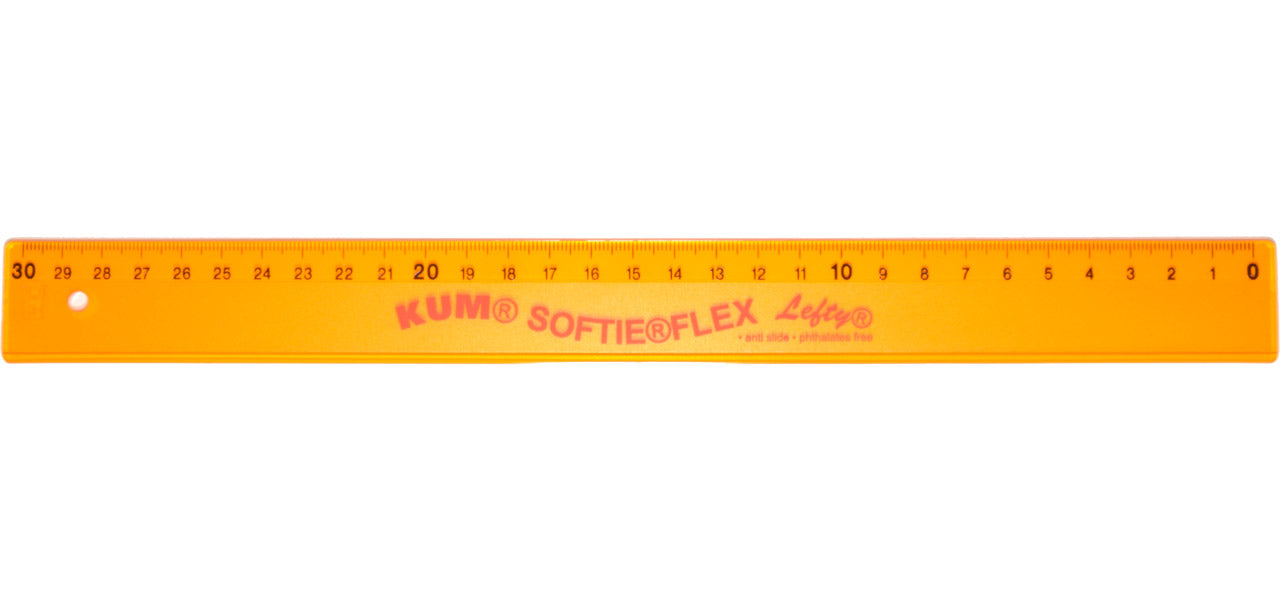 30 29 28 27 26 25 24 23 22 21 20 19 18 17 16 15 14 13 12 11 10 9 8 7 6 5 4 3 2 1 0
KUM® SOFTIE®FLEX Lefty®
• anti slide • phthalates free